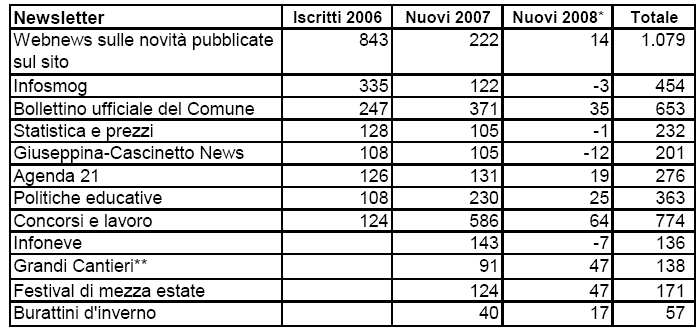 Newsletter Iscritti 2006 Nuovi 2007 Nuovi 2008* Totale
Webnews sulle novità pubblicate sul sito 843 222 14 1.079
Infosmog 335 122 -3 454
Bollettino ufficiale del Comune 247 371 35 653
Statistica e prezzi 128 105 -1 232
Giuseppina-Cascinetto News 108 105 -12 201
Agenda 21 126 131 19 276
Politiche educative 108 230 25 363
Concorsi e lavoro 124 586 64 774
Infoneve 143 -7 136
Grandi Cantieri** 91 47 138
Festival di mezza estate 124 47 171
Burattini d'inverno 40 17 57